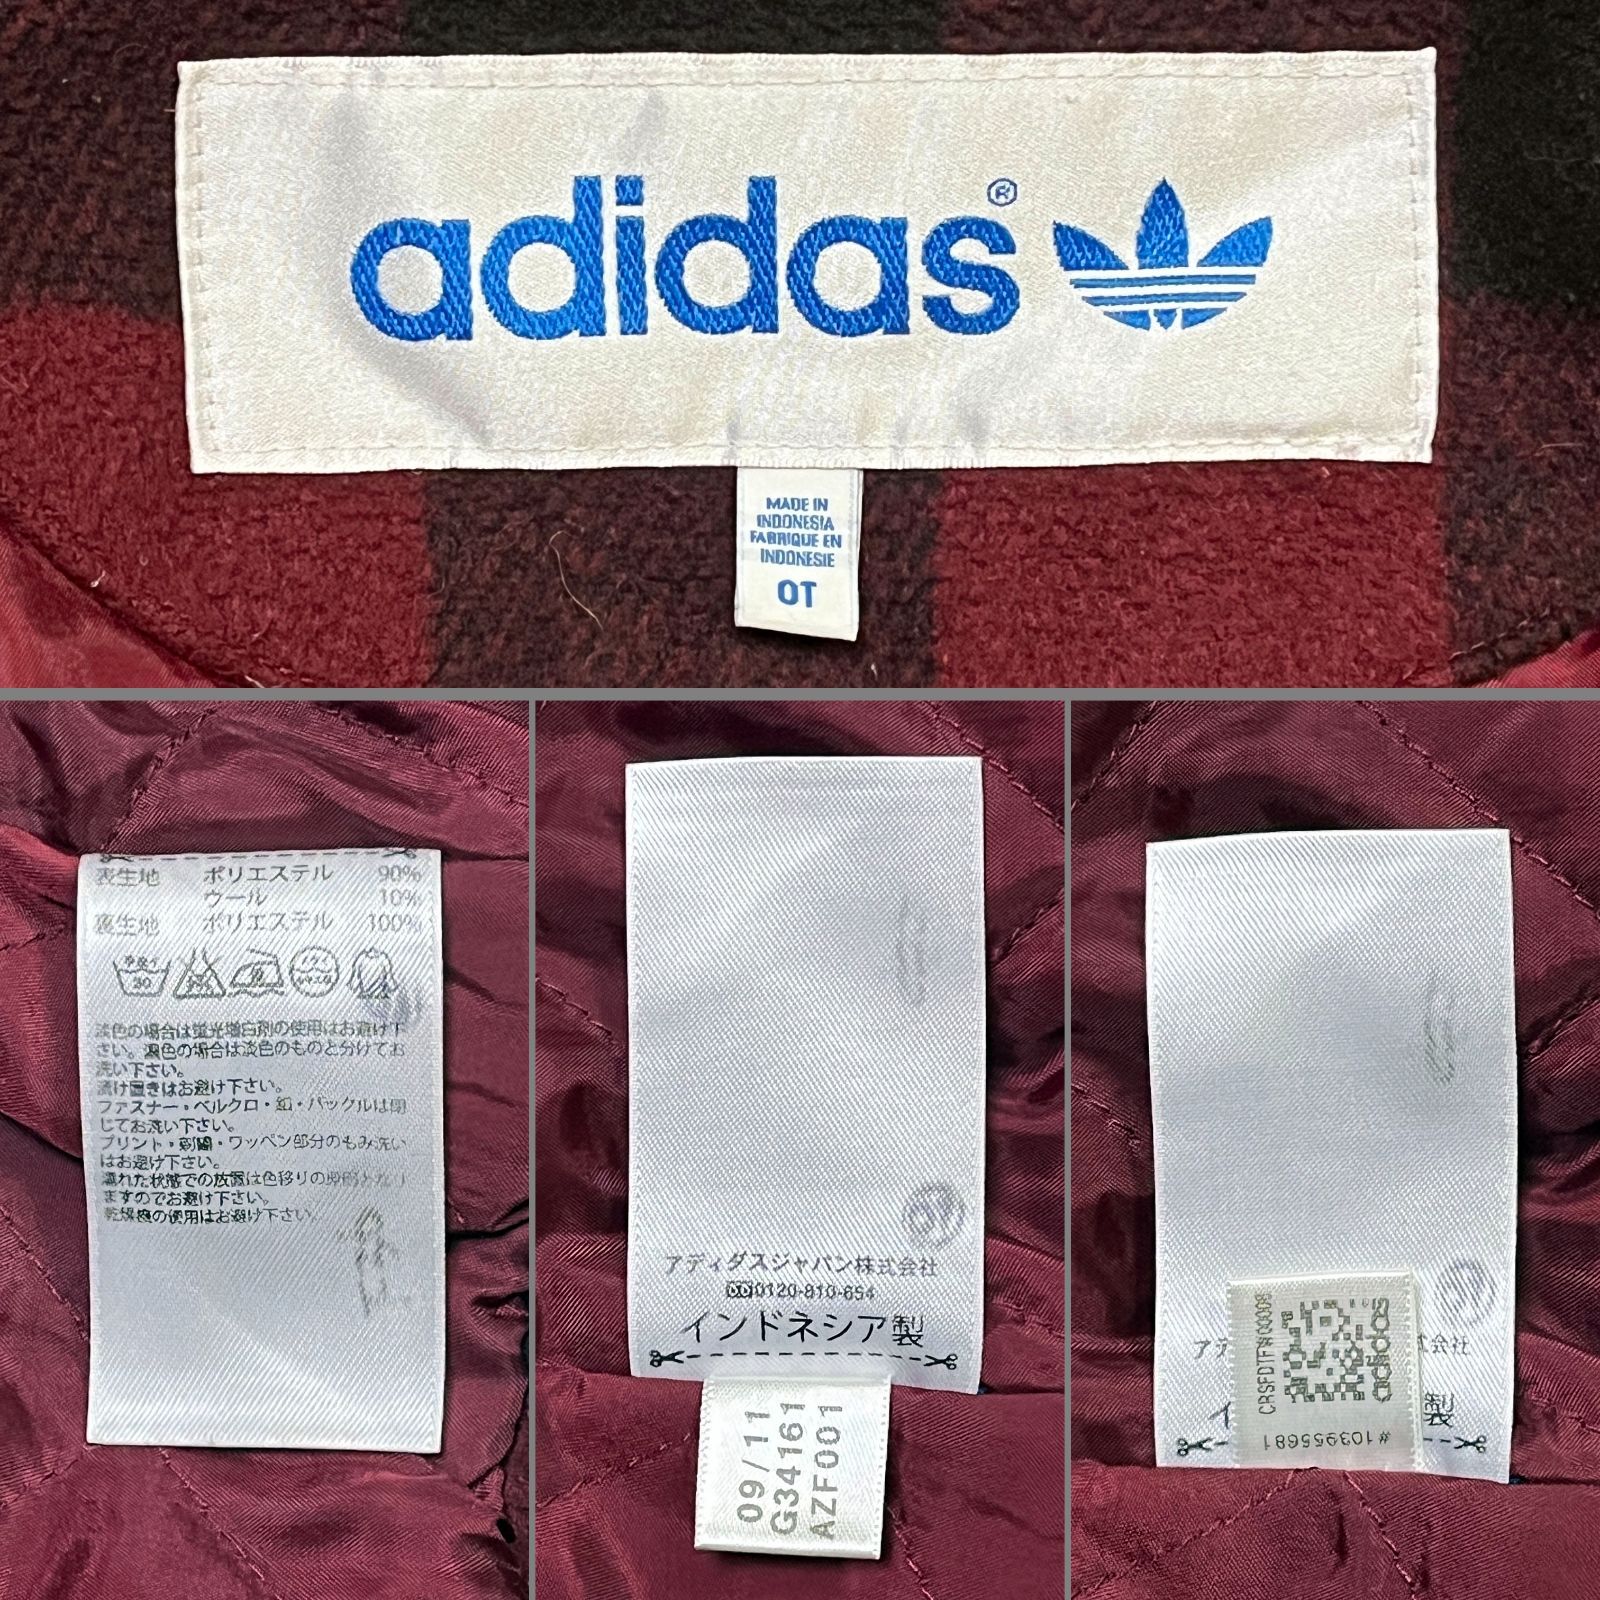 adidas®
MADE IN
INDONESIA
FABRIQUE EN
INDONESIE
OT
表生地 ポリエステル 90%
ウール 10%
裏生地 ポリエステル 100%
淡色の場合は蛍光増白剤の使用はお避け下
さい。濃色の場合は淡色のものと分けてお
洗い下さい。
漬け置きはお避け下さい。
ファスナー・ベルクロ・紐・バックルは閉
じてお洗い下さい。
プリント・刺繍・ワッペン部分のもみ洗い
はお避け下さい。
濡れた状態での放置は色移りの原因となり
ますのでお避け下さい。
乾燥機の使用はお避け下さい。
アディダスジャパン株式会社
0120-810-654
インドネシア製
09/11
G34161
AZF001
CRSFDTFW00009
adidas
#103955681